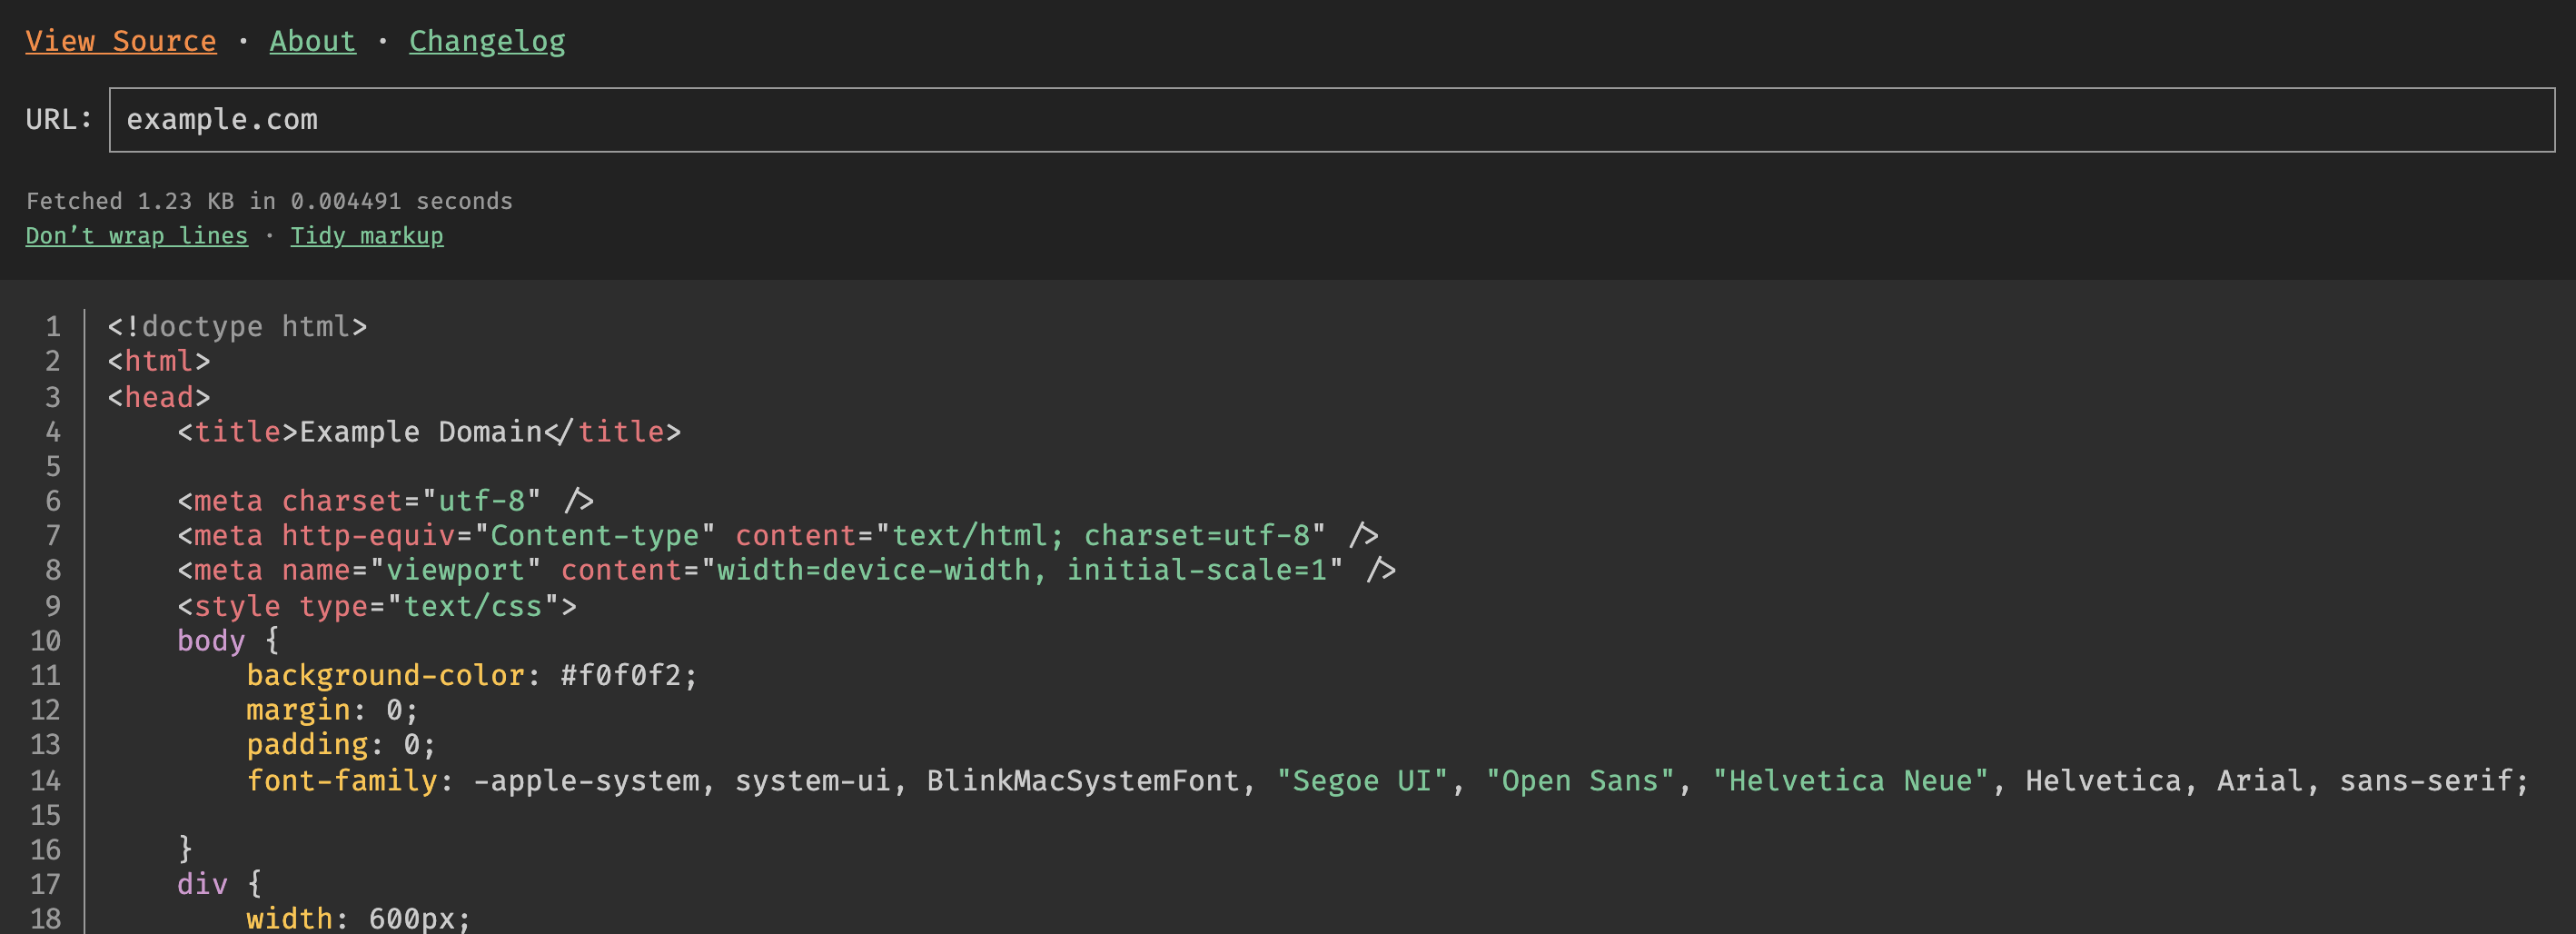 View Source · About · Changelog
URL: example.com
Fetched 1.23 KB in 0.004491 seconds
Don’t wrap lines · Tidy markup
1 <!doctype html>
2 <html>
3 <head>
4     <title>Example Domain</title>
5
6     <meta charset="utf-8" />
7     <meta http-equiv="Content-type" content="text/html; charset=utf-8" />
8     <meta name="viewport" content="width=device-width, initial-scale=1" />
9     <style type="text/css">
10     body {
11         background-color: #f0f0f2;
12         margin: 0;
13         padding: 0;
14         font-family: -apple-system, system-ui, BlinkMacSystemFont, "Segoe UI", "Open Sans", "Helvetica Neue", Helvetica, Arial, sans-serif;
15
16     }
17     div {
18         width: 600px;